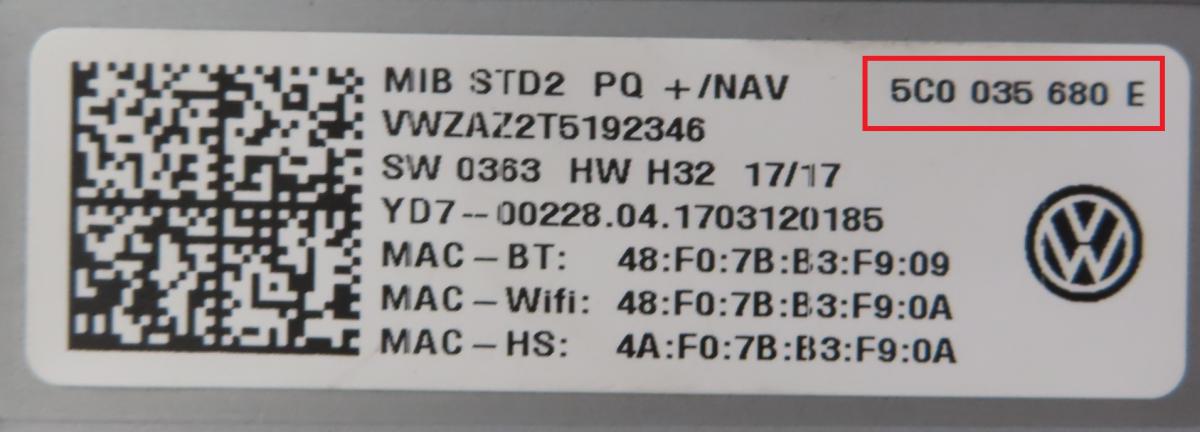 MIB STD2 PQ +/NAV 5C0 035 680 E
VWZAZ2T5192346
SW 0363 HW H32 17/17
YD7--00228.04.1703120185
MAC-BT: 48:F0:7B:B3:F9:09
MAC-Wifi: 48:F0:7B:B3:F9:0A
MAC-HS: 4A:F0:7B:B3:F9:0A